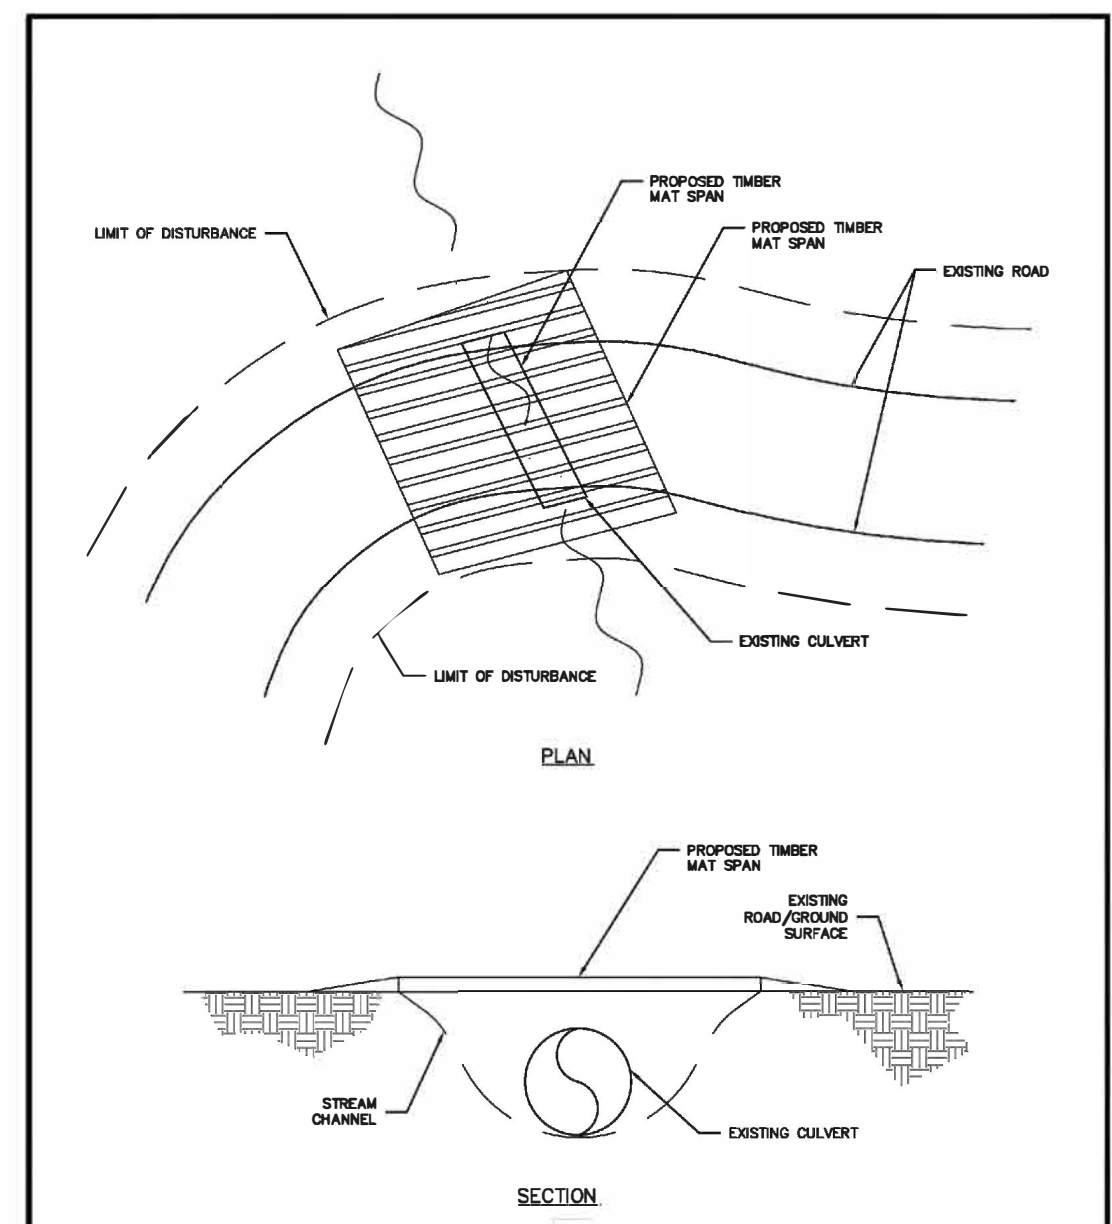 PROPOSED TIMBER
MAT SPAN
LIMIT OF DISTURBANCE
PROPOSED TIMBER
MAT SPAN
EXISTING ROAD
EXISTING CULVERT
LIMIT OF DISTURBANCE
PLAN
PROPOSED TIMBER
MAT SPAN
EXISTING
ROAD/GROUND
SURFACE
STREAM
CHANNEL
EXISTING CULVERT
SECTION